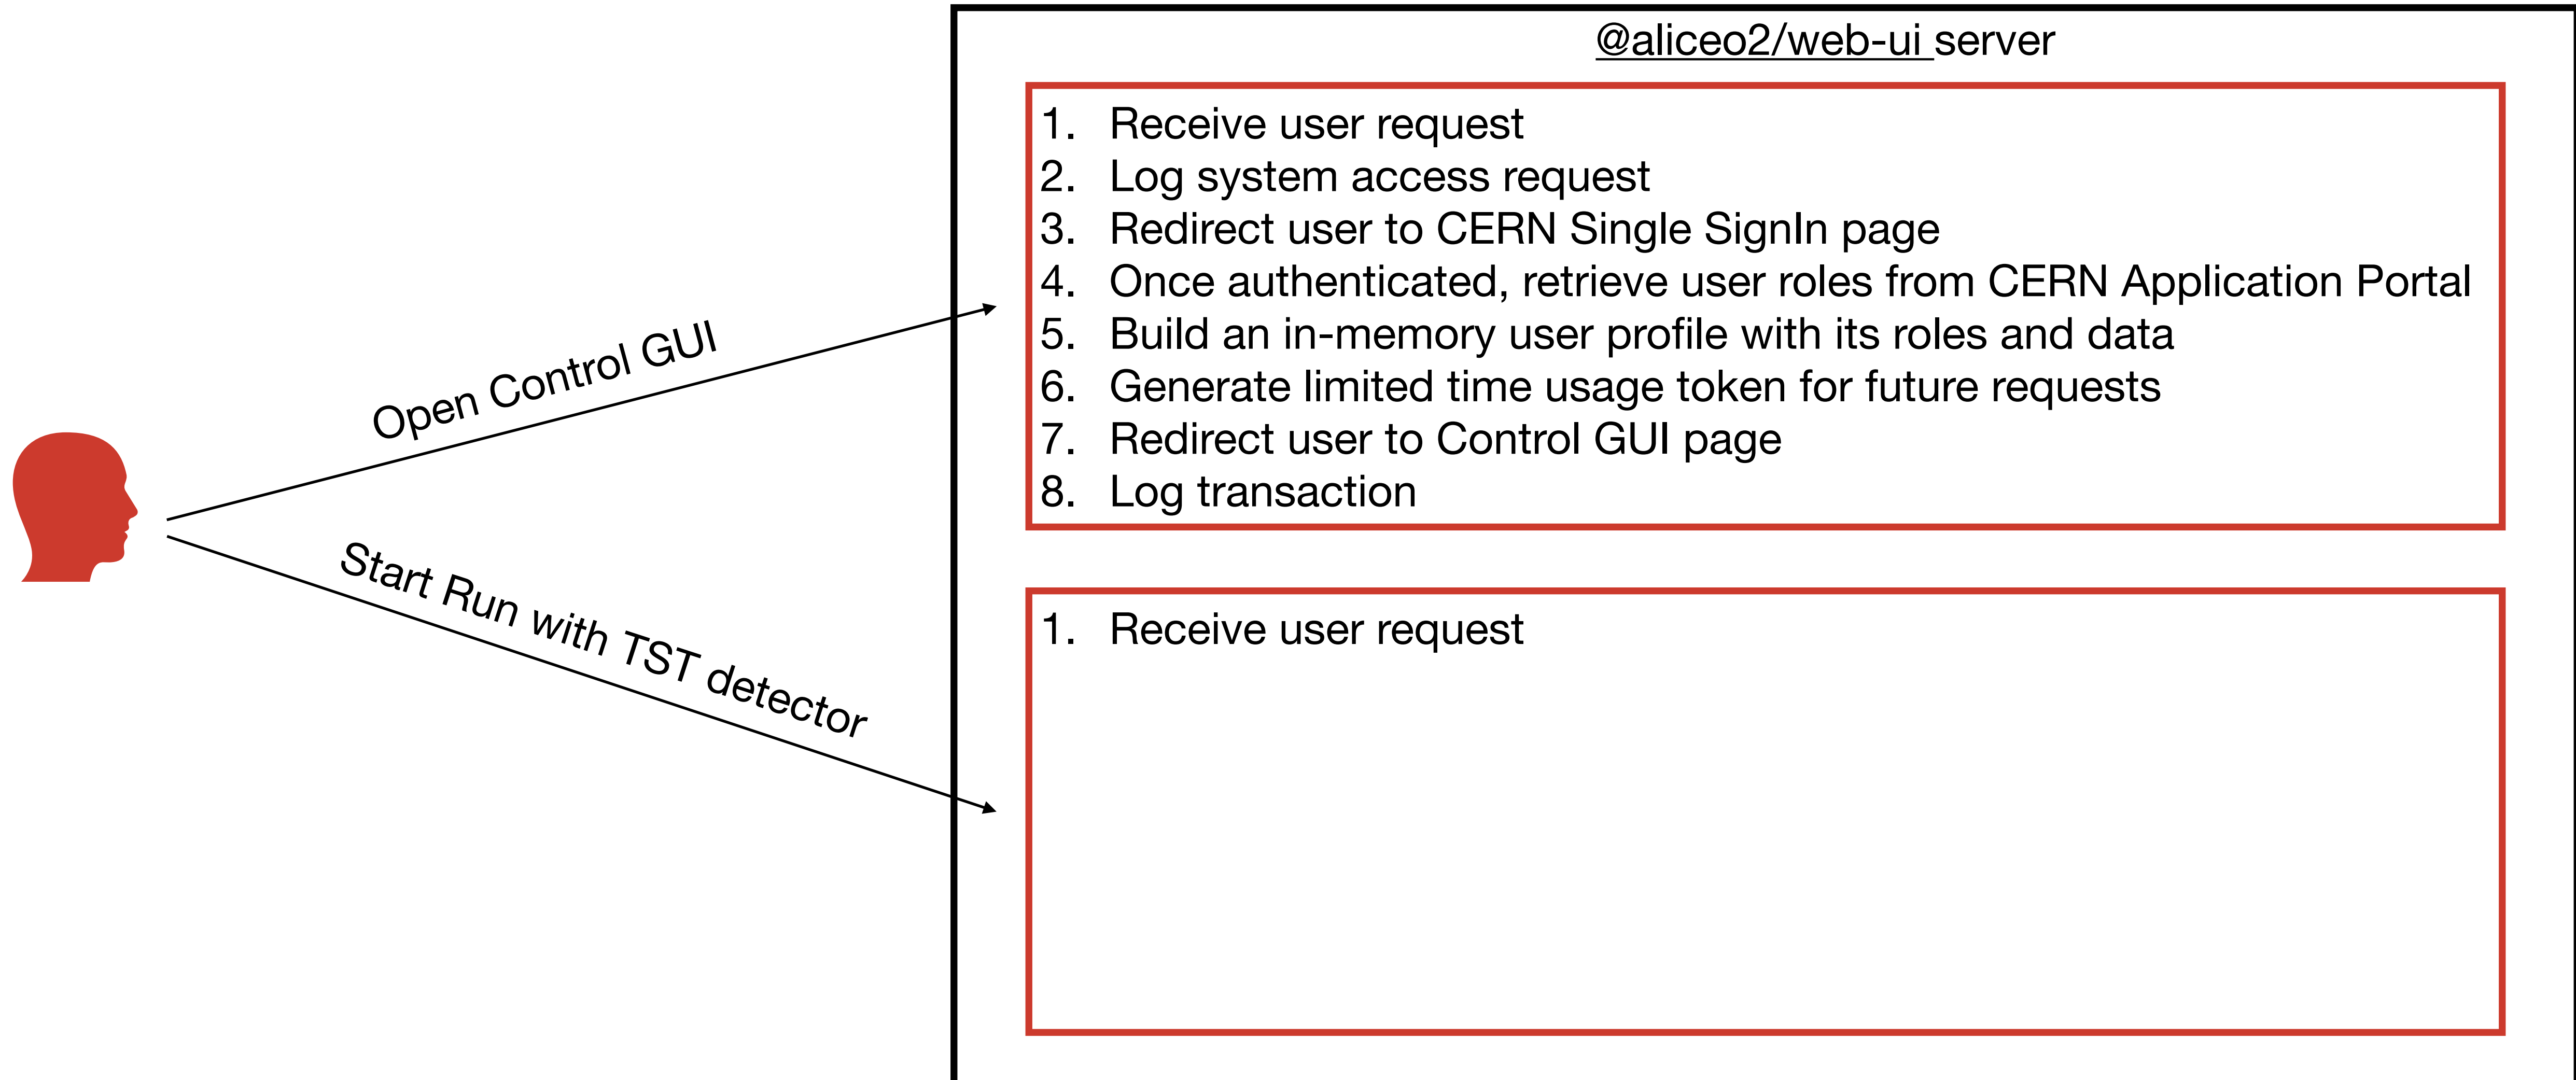 @aliceo2/web-ui server
1. Receive user request
2. Log system access request
3. Redirect user to CERN Single SignIn page
4. Once authenticated, retrieve user roles from CERN Application Portal
5. Build an in-memory user profile with its roles and data
6. Generate limited time usage token for future requests
7. Redirect user to Control GUI page
8. Log transaction
Open Control GUI
Start Run with TST detector
1. Receive user request